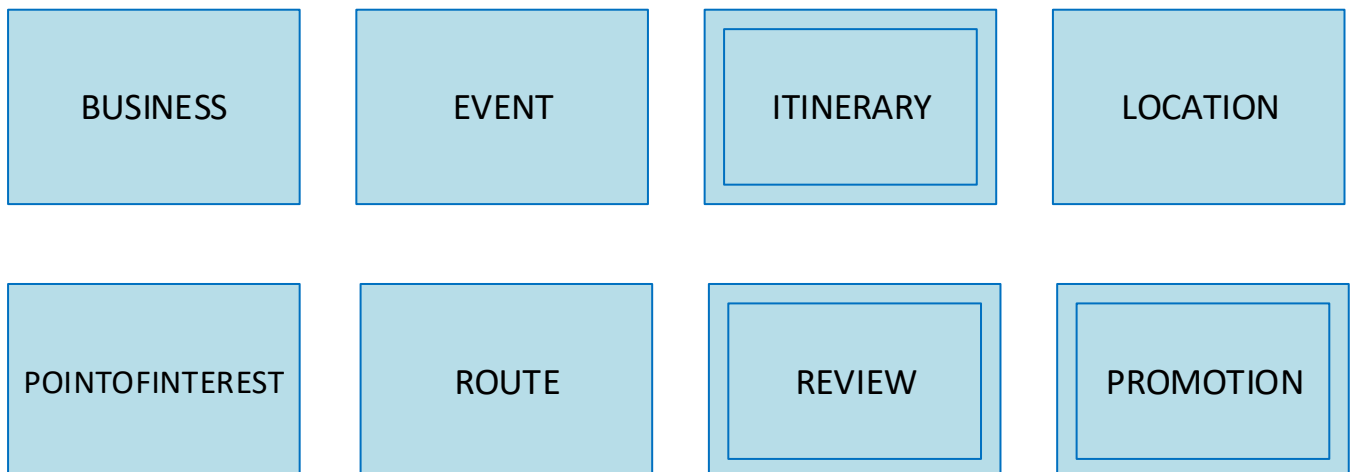 BUSINESS
EVENT
ITINERARY
LOCATION
POINTOFINTEREST
ROUTE
REVIEW
PROMOTION